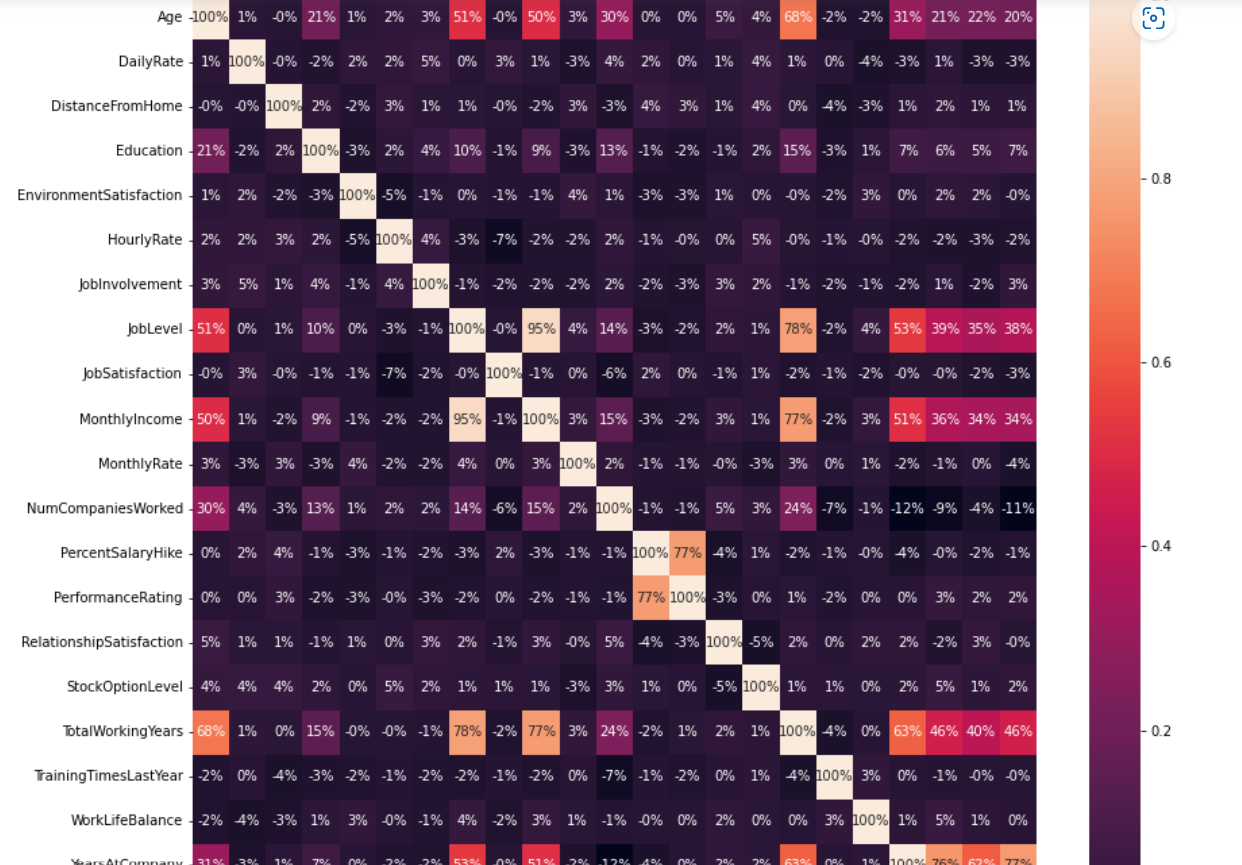 Age 100% 1% -0% 21% 1% 2% 3% 51% -0% 50% 3% 30% 0% 0% 5% 4% 68% -2% -2% 31% 21% 22% 20%
DailyRate 1% 100% -0% -2% 2% 2% 5% 0% 3% 1% -3% 4% 2% 0% 1% 4% 1% 0% -4% -3% 1% -3% -3%
DistanceFromHome -0% -0% 100% 2% -2% 3% 1% 1% -0% -2% 3% -3% 4% 3% 1% 4% 0% -4% -3% 1% 2% 1% 1%
Education 21% -2% 2% 100% -3% 2% 4% 10% -1% 9% -3% 13% -1% -2% -1% 2% 15% -3% 1% 7% 6% 5% 7%
0.8
EnvironmentSatisfaction 1% 2% -2% -3% 100% -5% -1% 0% -1% -1% 4% 1% -3% -3% 1% 0% -0% -2% 3% 0% 2% 2% -0%
HourlyRate 2% 2% 3% 2% -5% 100% 4% -3% -7% -2% -2% 2% -1% -0% 0% 5% -0% -1% -0% -2% -2% -3% -2%
JobInvolvement 3% 5% 1% 4% -1% 4% 100% -1% -2% -2% -2% 2% -2% -3% 3% 2% -1% -2% -1% -2% 1% -2% 3%
JobLevel 51% 0% 1% 10% 0% -3% -1% 100% -0% 95% 4% 14% -3% -2% 2% 1% 78% -2% 4% 53% 39% 35% 38%
0.6
JobSatisfaction -0% 3% -0% -1% -1% -7% -2% -0% 100% -1% 0% -6% 2% 0% -1% 1% -2% -1% -2% -0% -0% -2% -3%
MonthlyIncome 50% 1% -2% 9% -1% -2% -2% 95% -1% 100% 3% 15% -3% -2% 3% 1% 77% -2% 3% 51% 36% 34% 34%
MonthlyRate 3% -3% 3% -3% 4% -2% -2% 4% 0% 3% 100% 2% -1% -1% -0% -3% 3% 0% 1% -2% -1% 0% -4%
NumCompaniesWorked 30% 4% -3% 13% 1% 2% 2% 14% -6% 15% 2% 100% -1% -1% 5% 3% 24% -7% -1% -12% -9% -4% -11%
0.4
PercentSalaryHike 0% 2% 4% -1% -3% -1% -2% -3% 2% -3% -1% -1% 100% 77% -4% 1% -2% -1% -0% -4% -0% -2% -1%
PerformanceRating 0% 0% 3% -2% -3% -0% -3% -2% 0% -2% -1% -1% 77% 100% -3% 0% 1% -2% 0% 0% 3% 2% 2%
RelationshipSatisfaction 5% 1% 1% -1% 1% 0% 3% 2% -1% 3% -0% 5% -4% -3% 100% -5% 2% 0% 2% 2% -2% 3% -0%
StockOptionLevel 4% 4% 4% 2% 0% 5% 2% 1% 1% 1% -3% 3% 1% 0% -5% 100% 1% 1% 0% 2% 5% 1% 2%
TotalWorkingYears 68% 1% 0% 15% -0% -0% -1% 78% -2% 77% 3% 24% -2% 1% 2% 1% 100% -4% 0% 63% 46% 40% 46%
0.2
TrainingTimesLastYear -2% 0% -4% -3% -2% -1% -2% -2% -1% -2% 0% -7% -1% -2% 0% 1% -4% 100% 3% 0% -1% -0% -0%
WorkLifeBalance -2% -4% -3% 1% 3% -0% -1% 4% -2% 3% 1% -1% -0% 0% 0% 0% 0% 3% 100% 1% 5% 1% 0%
YearsAtCompany 31% -3% 1% 7% 0% -2% -2% 53% -0% 51% -2% -12% -4% 0% 2% 2% 63% 0% 1% 100% 76% 62% 77%